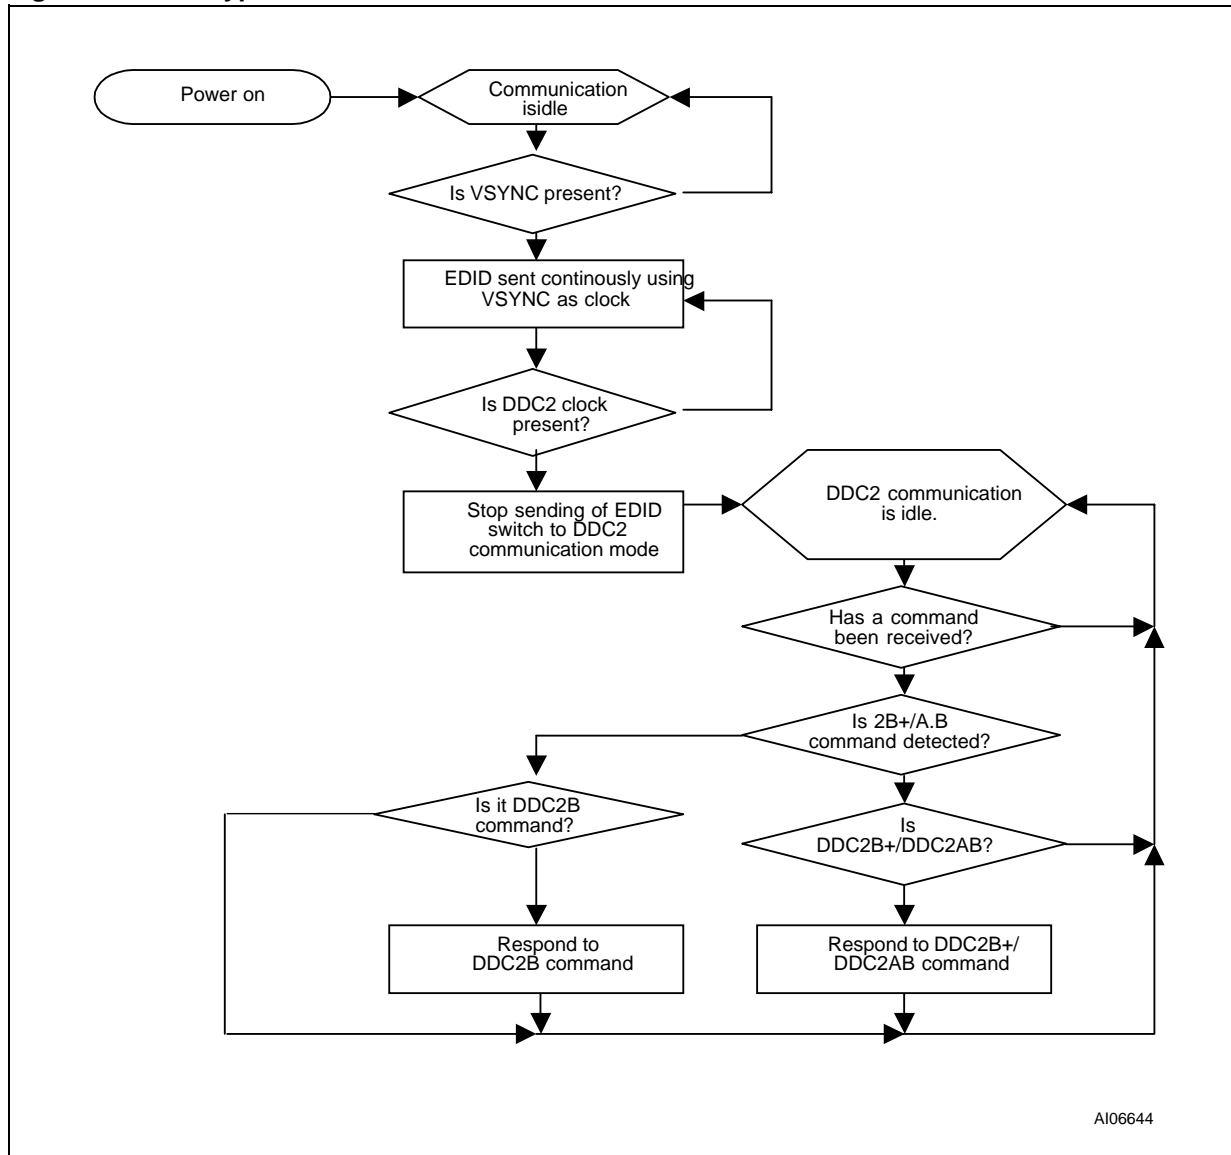 Power on
Communication
isidle
Is VSYNC present?
EDID sent continously using
VSYNC as clock
Is DDC2 clock
present?
Stop sending of EDID
switch to DDC2
communication mode
DDC2 communication
is idle.
Has a command
been received?
Is 2B+/A.B
command detected?
Is it DDC2B
command?
Is
DDC2B+/DDC2AB?
Respond to
DDC2B command
Respond to DDC2B+/
DDC2AB command
AI06644